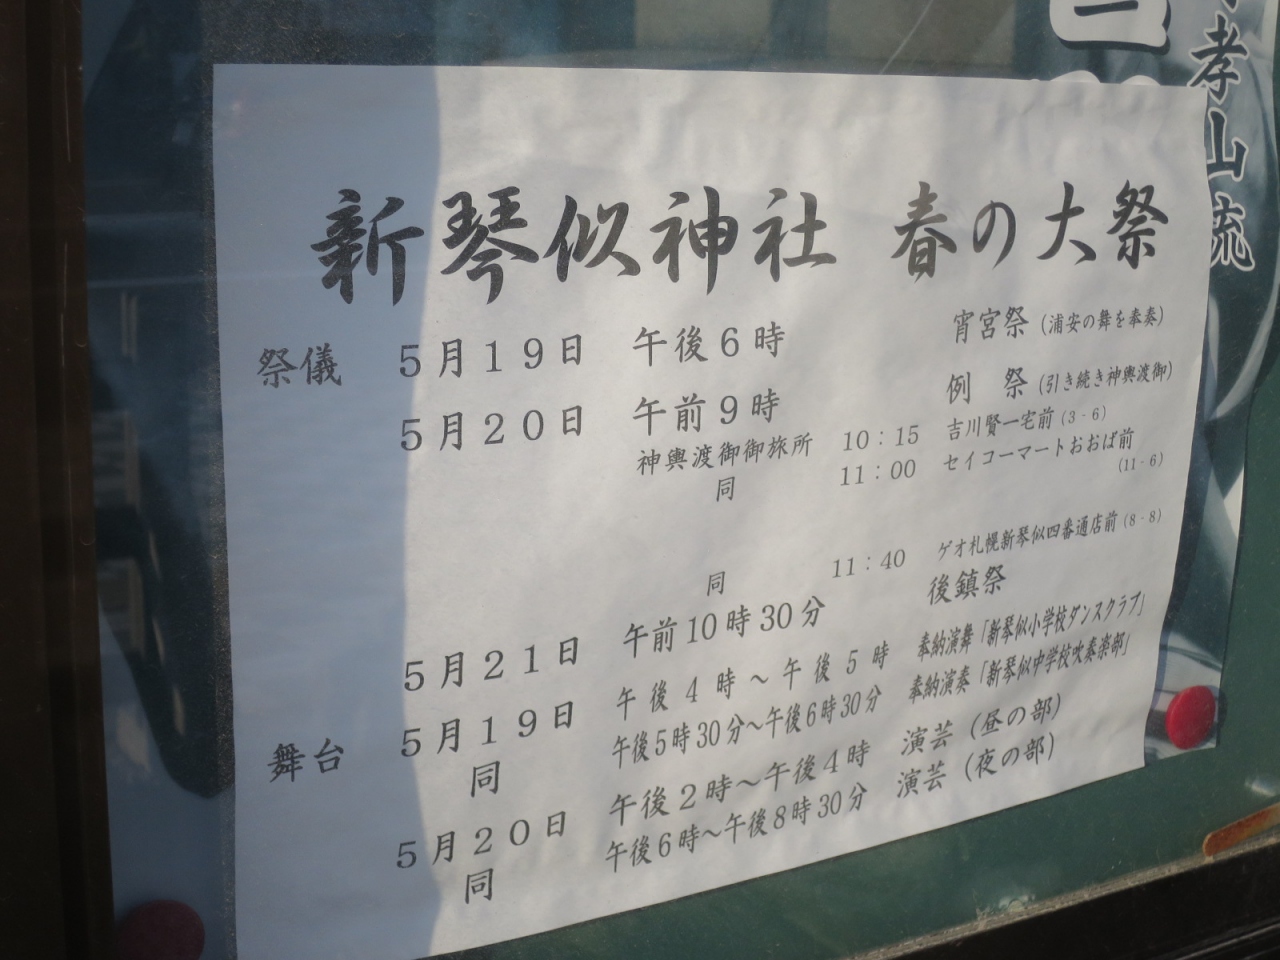 新琴似神社 春の大祭
祭儀 5月19日 午後6時 宵宮祭(浦安の舞を奉奏)
5月20日 午前9時 例 祭(引き続き神輿渡御)
神輿渡御御旅所 10:15 吉川賢一宅前(3-6)
同 11:00 セイコーマートおおば前
(11-6)
同 11:40 ゲオ札幌新琴似四番通店前(8-8)
5月21日 午前10時30分 後鎮祭
舞台 5月19日 午後4時~午後5時 奉納演舞「新琴似小学校ダンスクラブ」
同 午後5時30分~午後6時30分 奉納演奏「新琴似中学校吹奏楽部」
5月20日 午後2時~午後4時 演芸(昼の部)
同 午後6時~午後8時30分 演芸(夜の部)
孝山流